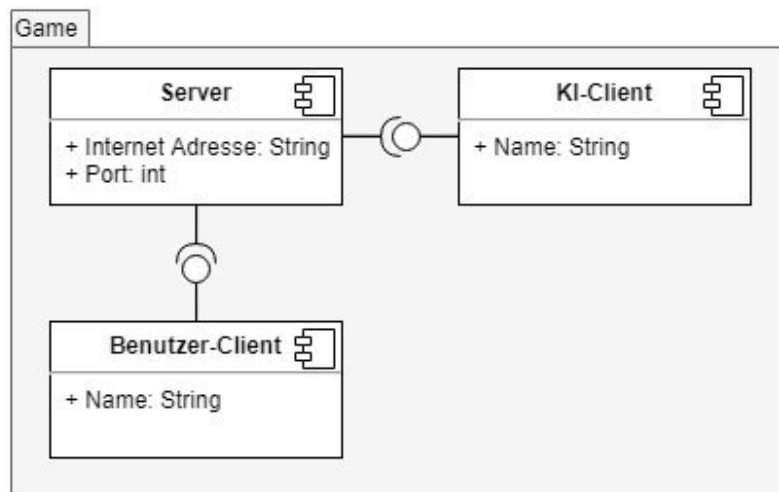 Game
Server
+ Internet Adresse: String
+ Port: int
KI-Client
+ Name: String
Benutzer-Client
+ Name: String